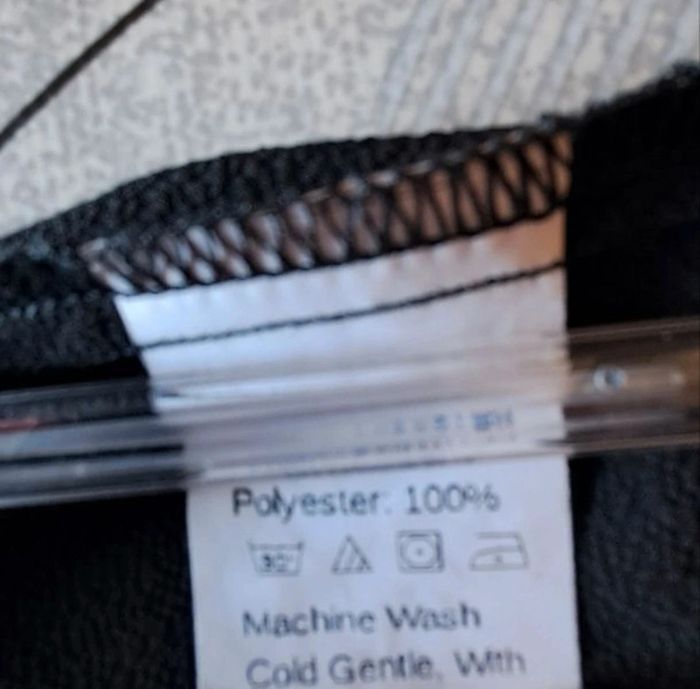 Polyester: 100%
30°
Machine Wash
Cold Gentle, With